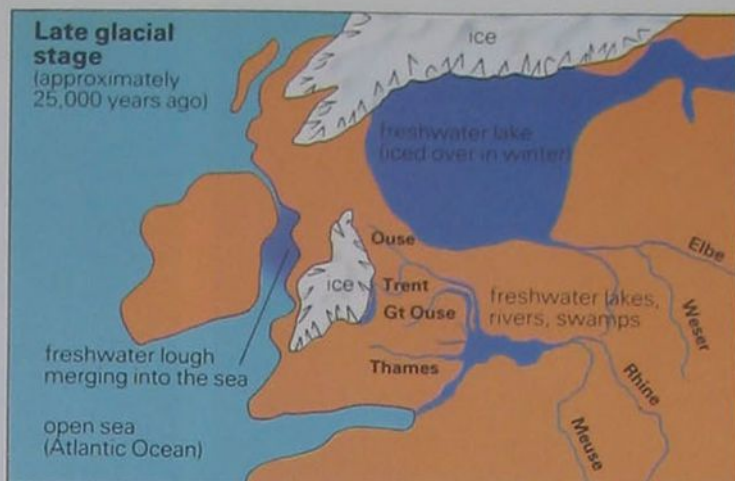 Late glacial
stage
(approximately
25,000 years ago)
ice
freshwater lake
(iced over in winter)
Ouse
Elbe
ice
Trent
freshwater lakes,
rivers, swamps
Gt Ouse
Weser
freshwater lough
merging into the sea
Thames
Rhine
open sea
(Atlantic Ocean)
Meuse